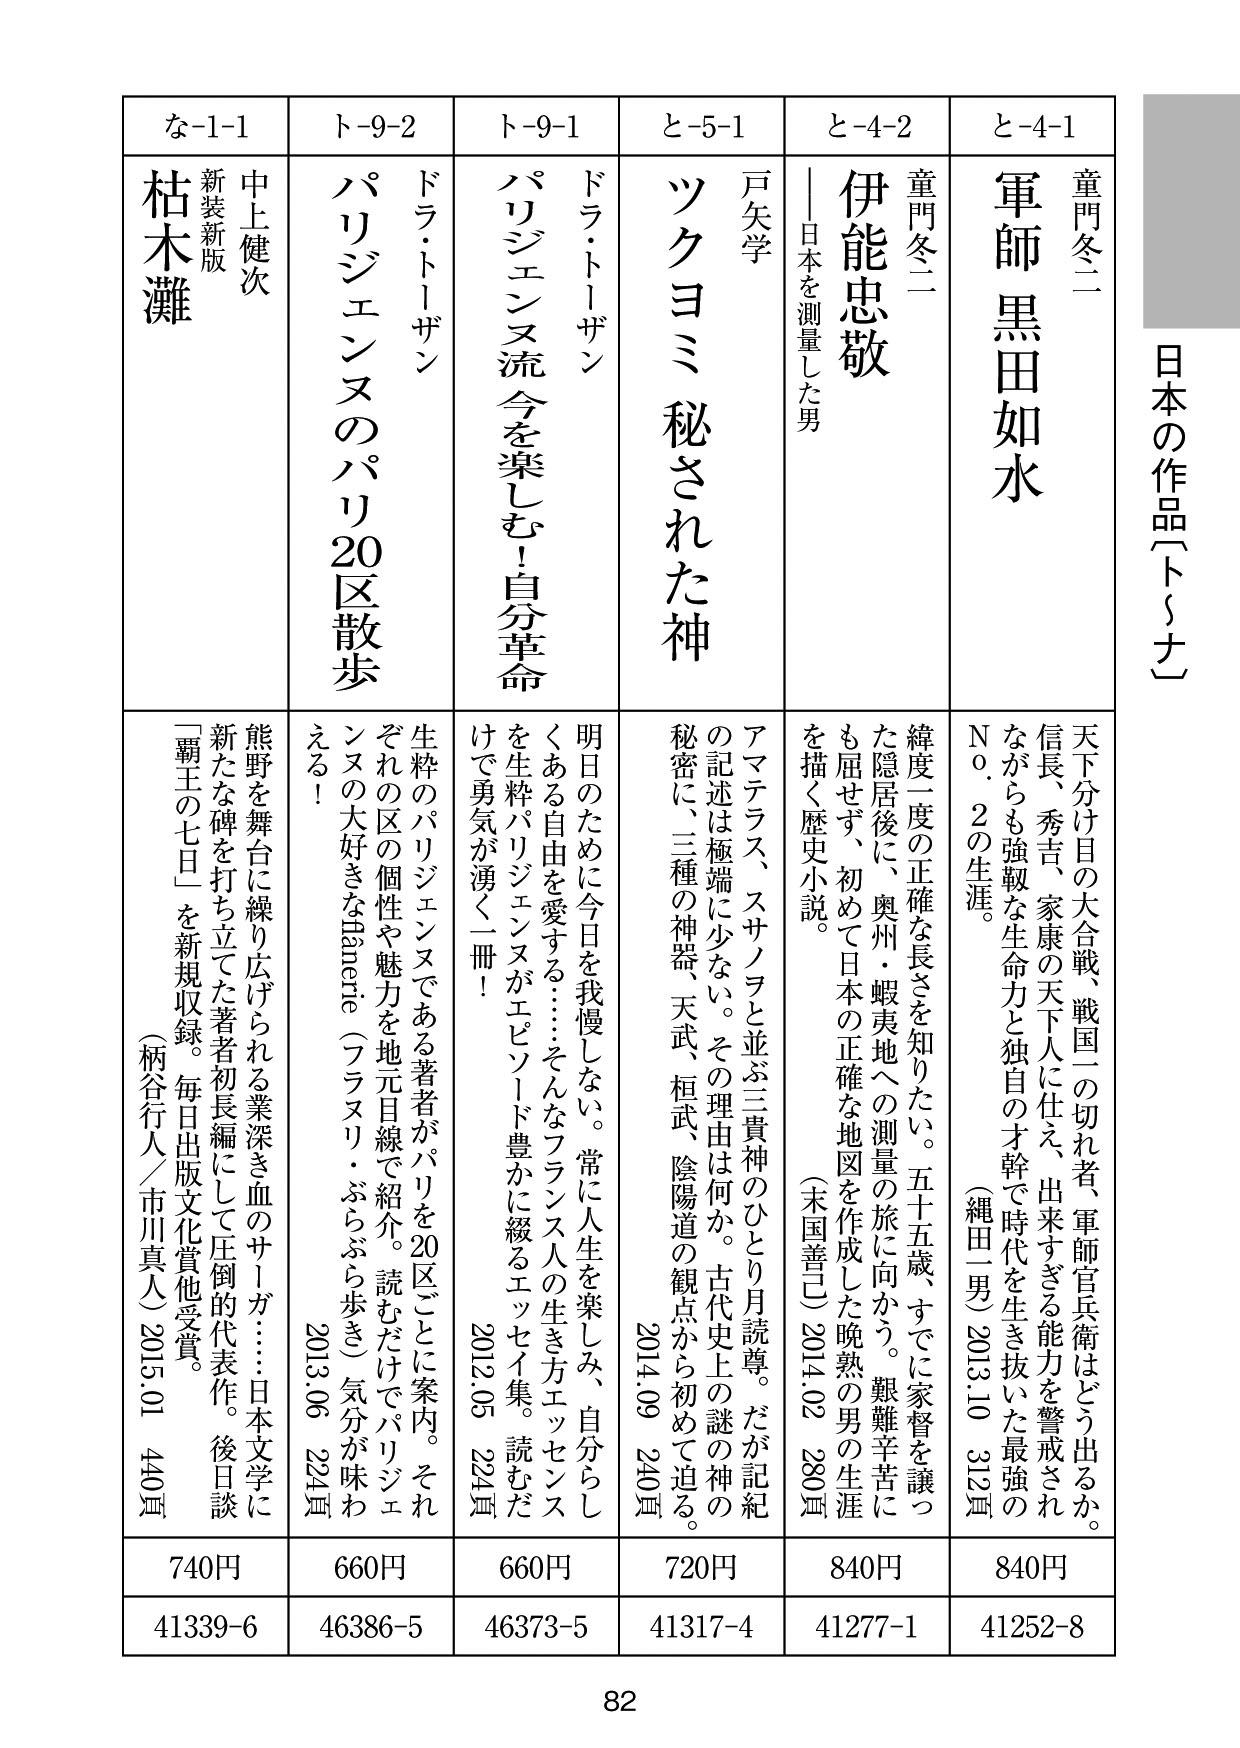 日本の作品〔ト～ナ〕
と-4-1
童門冬二
軍師 黒田如水
天下分け目の大合戦、戦国一の切れ者、軍師官兵衛はどう出るか。
信長、秀吉、家康の天下人に仕え、出来すぎる能力を警戒され
ながらも強靱な生命力と独自の才幹で時代を生き抜いた最強の
No．2の生涯。
（縄田一男）2013.10 312頁
840円
41252-8
と-4-2
童門冬二
伊能忠敬
――日本を測量した男
緯度一度の正確な長さを知りたい。五十五歳、すでに家督を譲っ
た隠居後に、奥州・蝦夷地への測量の旅に向かう。艱難辛苦に
も屈せず、初めて日本の正確な地図を作成した晩熟の男の生涯
を描く歴史小説。
（末国善己）2014.02 280頁
840円
41277-1
と-5-1
戸矢学
ツクヨミ 秘された神
アマテラス、スサノヲと並ぶ三貴神のひとり月読尊。だが記紀
の記述は極端に少ない。その理由は何か。古代史上の謎の神の
秘密に、三種の神器、天武、桓武、陰陽道の観点から初めて迫る。
2014.09 240頁
720円
41317-4
ト-9-1
ドラ・トーザン
パリジェンヌ流 今を楽しむ！自分革命
明日のために今日を我慢しない。常に人生を楽しみ、自分らし
くある自由を愛する……そんなフランス人の生き方エッセンス
を生粋パリジェンヌがエピソード豊かに綴るエッセイ集。読むだ
けで勇気が湧く一冊！
2012.05 224頁
660円
46373-5
ト-9-2
ドラ・トーザン
パリジェンヌのパリ20区散歩
生粋のパリジェンヌである著者がパリを20区ごとに案内。それ
ぞれの区の個性や魅力を地元目線で紹介。読むだけでパリジェ
ンヌの大好きなflânerie（フラヌリ・ぶらぶら歩き）気分が味わ
える！
2013.06 224頁
660円
46386-5
な-1-1
中上健次
新装新版
枯木灘
熊野を舞台に繰り広げられる業深き血のサーガ……日本文学に
新たな碑を打ち立てた著者初長編にして圧倒的代表作。後日談
「覇王の七日」を新規収録。毎日出版文化賞他受賞。
（柄谷行人／市川真人）2015.01 440頁
740円
41339-6
82